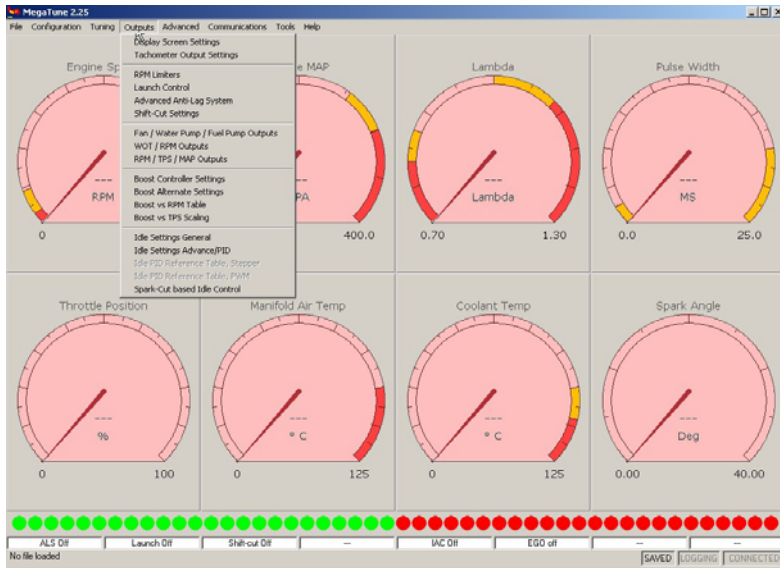 MegaTune 2.25
File Configuration Tuning Outputs Advanced Communications Tools Help
Display Screen Settings
Tachometer Output Settings
RPM Limiters
Launch Control
Advanced Anti-Lag System
Shift-Cut Settings
Fan / Water Pump / Fuel Pump Outputs
WOT / RPM Outputs
RPM / TPS / MAP Outputs
Boost Controller Settings
Boost Alternate Settings
Boost vs RPM Table
Boost vs TPS Scaling
Idle Settings General
Idle Settings Advance/PID
Idle PID Reference Table, Stepper
Idle PID Reference Table, PWM
Spark-Cut based Idle Control
Engine Sp
MAP
Lambda
Pulse Width
--- --- ---
RPM PA Lambda MS
0 400.0 0.70 1.30 0.0 25.0
Throttle Position Manifold Air Temp Coolant Temp Spark Angle
--- --- --- ---
% ° C ° C Deg
0 100 0 125 0 125 0.00 40.00
ALS Off Launch Off Shift-cut Off -- IAC Off EGO off -- --
No file loaded SAVED LOGGING CONNECTED